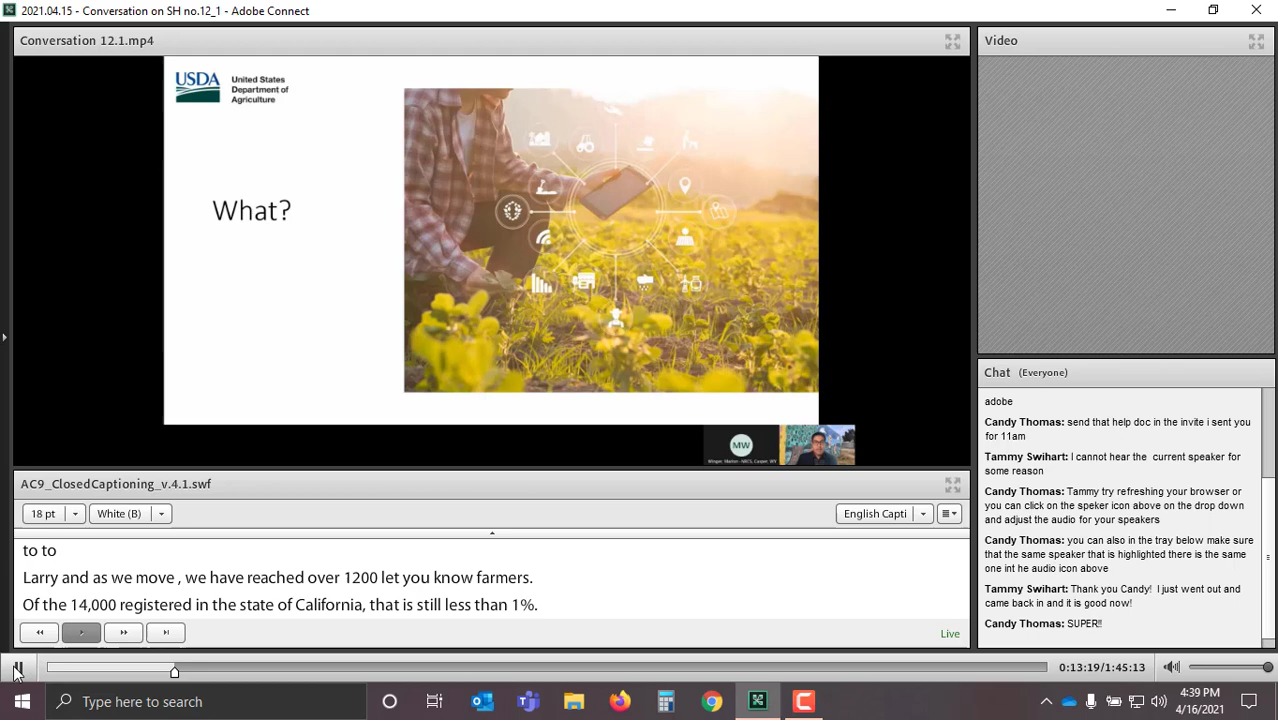 2021.04.15 - Conversation on SH no.12_1 - Adobe Connect
Conversation 12.1.mp4
USDA
United States
Department of
Agriculture
What?
MW
AC9_ClosedCaptioning_v.4.1.swf
18 pt
White (B)
English Capti
to to
Larry and as we move , we have reached over 1200 let you know farmers.
Of the 14,000 registered in the state of California, that is still less than 1%.
Live
Video
Chat (Everyone)
adobe
Candy Thomas: send that help doc in the invite i sent you
for 11am
Tammy Swihart: I cannot hear the current speaker for
some reason
Candy Thomas: Tammy try refreshing your browser or
you can click on the speker icon above on the drop down
and adjust the audio for your speakers
Candy Thomas: you can also in the tray below make sure
that the same speaker that is highlighted there is the same
one int he audio icon above
Tammy Swihart: Thank you Candy! I just went out and
came back in and it is good now!
Candy Thomas: SUPER!!
0:13:19/1:45:13
Type here to search
4:39 PM
4/16/2021